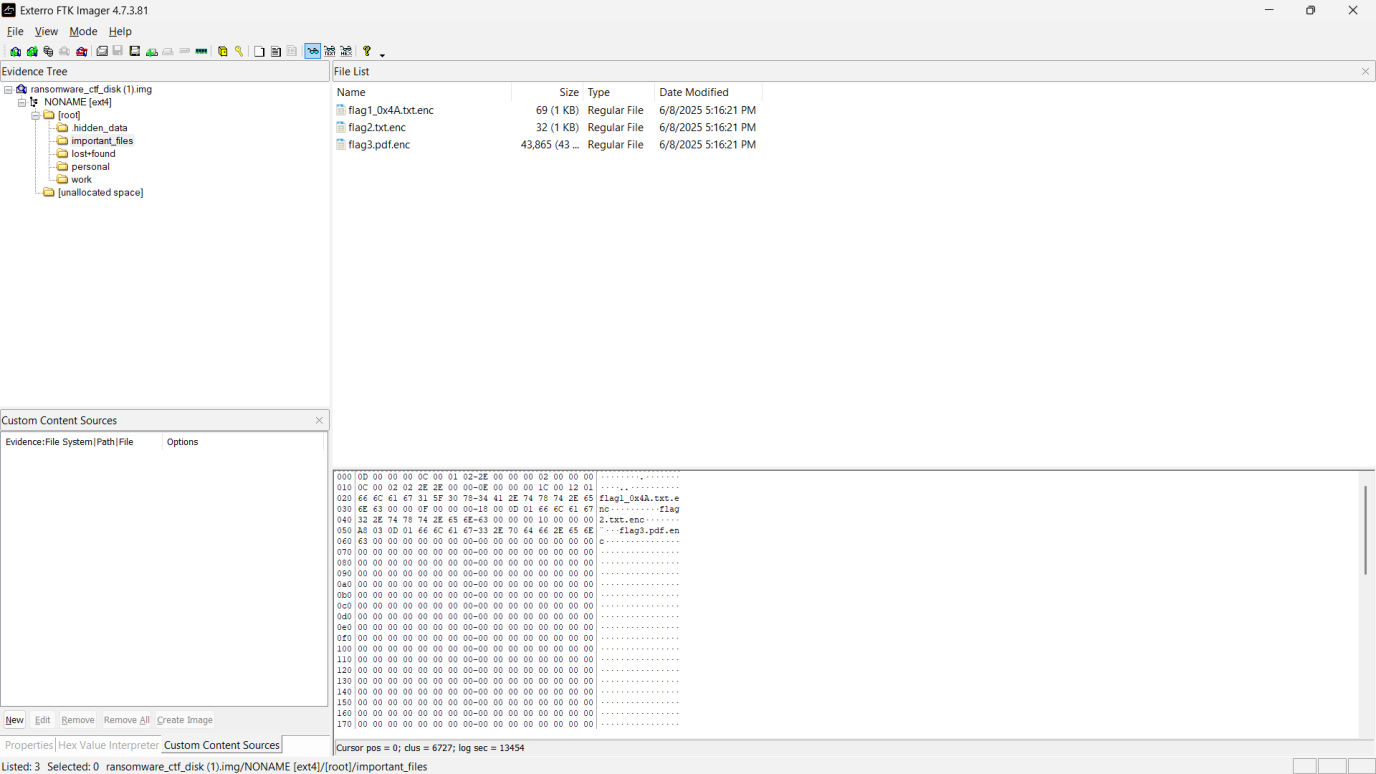 Exterro FTK Imager 4.7.3.81
File View Mode Help
Evidence Tree
ransomware_ctf_disk (1).img
NONAME [ext4]
[root]
.hidden_data
important_files
lost+found
personal
work
[unallocated space]
File List
Name Size Type Date Modified
flag1_0x4A.txt.enc 69 (1 KB) Regular File 6/8/2025 5:16:21 PM
flag2.txt.enc 32 (1 KB) Regular File 6/8/2025 5:16:21 PM
flag3.pdf.enc 43,865 (43 ... Regular File 6/8/2025 5:16:21 PM
Custom Content Sources
Evidence:File System|Path|File Options
New Edit Remove Remove All Create Image
Properties Hex Value Interpreter Custom Content Sources
000 0D 00 00 00 0C 00 01 02-2E 00 00 00 02 00 00 00 ········.·······
010 0C 00 02 02 2E 2E 00 00-0E 00 00 00 1C 00 12 01 ····..··········
020 66 6C 61 67 31 5F 30 78-34 41 2E 74 78 74 2E 65 flag1_0x4A.txt.e
030 6E 63 00 00 0F 00 00 00-18 00 0D 01 66 6C 61 67 nc··········flag
040 32 2E 74 78 74 2E 65 6E-63 00 00 00 10 00 00 00 2.txt.enc·······
050 A8 03 0D 01 66 6C 61 67-33 2E 70 64 66 2E 65 6E ¨···flag3.pdf.en
060 63 00 00 00 00 00 00 00-00 00 00 00 00 00 00 00 c···············
070 00 00 00 00 00 00 00 00-00 00 00 00 00 00 00 00 ················
080 00 00 00 00 00 00 00 00-00 00 00 00 00 00 00 00 ················
090 00 00 00 00 00 00 00 00-00 00 00 00 00 00 00 00 ················
0a0 00 00 00 00 00 00 00 00-00 00 00 00 00 00 00 00 ················
0b0 00 00 00 00 00 00 00 00-00 00 00 00 00 00 00 00 ················
0c0 00 00 00 00 00 00 00 00-00 00 00 00 00 00 00 00 ················
0d0 00 00 00 00 00 00 00 00-00 00 00 00 00 00 00 00 ················
0e0 00 00 00 00 00 00 00 00-00 00 00 00 00 00 00 00 ················
0f0 00 00 00 00 00 00 00 00-00 00 00 00 00 00 00 00 ················
100 00 00 00 00 00 00 00 00-00 00 00 00 00 00 00 00 ················
110 00 00 00 00 00 00 00 00-00 00 00 00 00 00 00 00 ················
120 00 00 00 00 00 00 00 00-00 00 00 00 00 00 00 00 ················
130 00 00 00 00 00 00 00 00-00 00 00 00 00 00 00 00 ················
140 00 00 00 00 00 00 00 00-00 00 00 00 00 00 00 00 ················
150 00 00 00 00 00 00 00 00-00 00 00 00 00 00 00 00 ················
160 00 00 00 00 00 00 00 00-00 00 00 00 00 00 00 00 ················
170 00 00 00 00 00 00 00 00-00 00 00 00 00 00 00 00 ················
Cursor pos = 0; clus = 6727; log sec = 13454
Listed: 3 Selected: 0 ransomware_ctf_disk (1).img/NONAME [ext4]/[root]/important_files